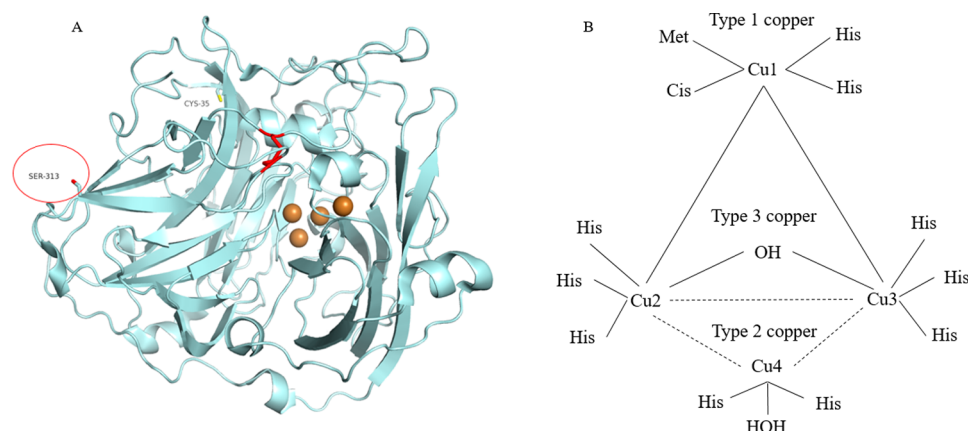 A
CYS-35
SER-313
B
Type 1 copper
Met
His
Cu1
Cis
His
Type 3 copper
His
OH
His
His
His
Cu2
Cu3
His
His
Type 2 copper
Cu4
His
His
HOH